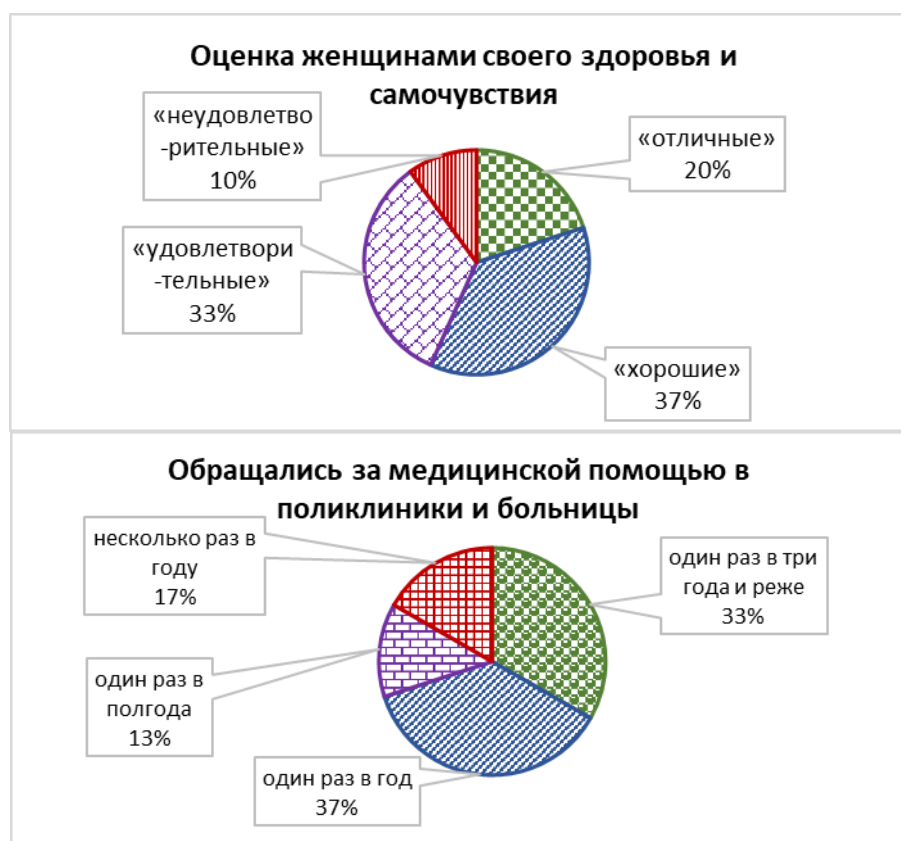 Оценка женщинами своего здоровья и
самочувствия
«неудовлетво
-рительные»
10%
«отличные»
20%
«удовлетвори
-тельные»
33%
«хорошие»
37%
Обращались за медицинской помощью в
поликлиники и больницы
несколько раз в
году
17%
один раз в три
года и реже
33%
один раз в
полгода
13%
один раз в год
37%